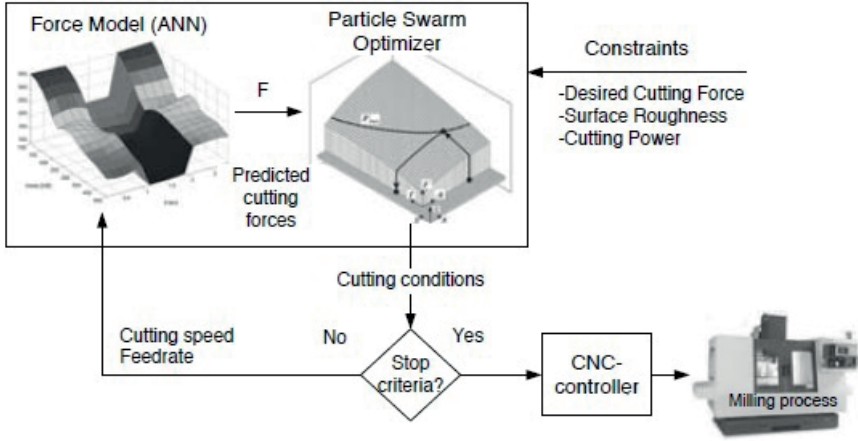 Force Model (ANN)
Particle Swarm
Optimizer
Constraints
-Desired Cutting Force
-Surface Roughness
-Cutting Power
F
Predicted
cutting
forces
Cutting conditions
Cutting speed
Feedrate
No
Yes
Stop
criteria?
CNC-
controller
Milling process